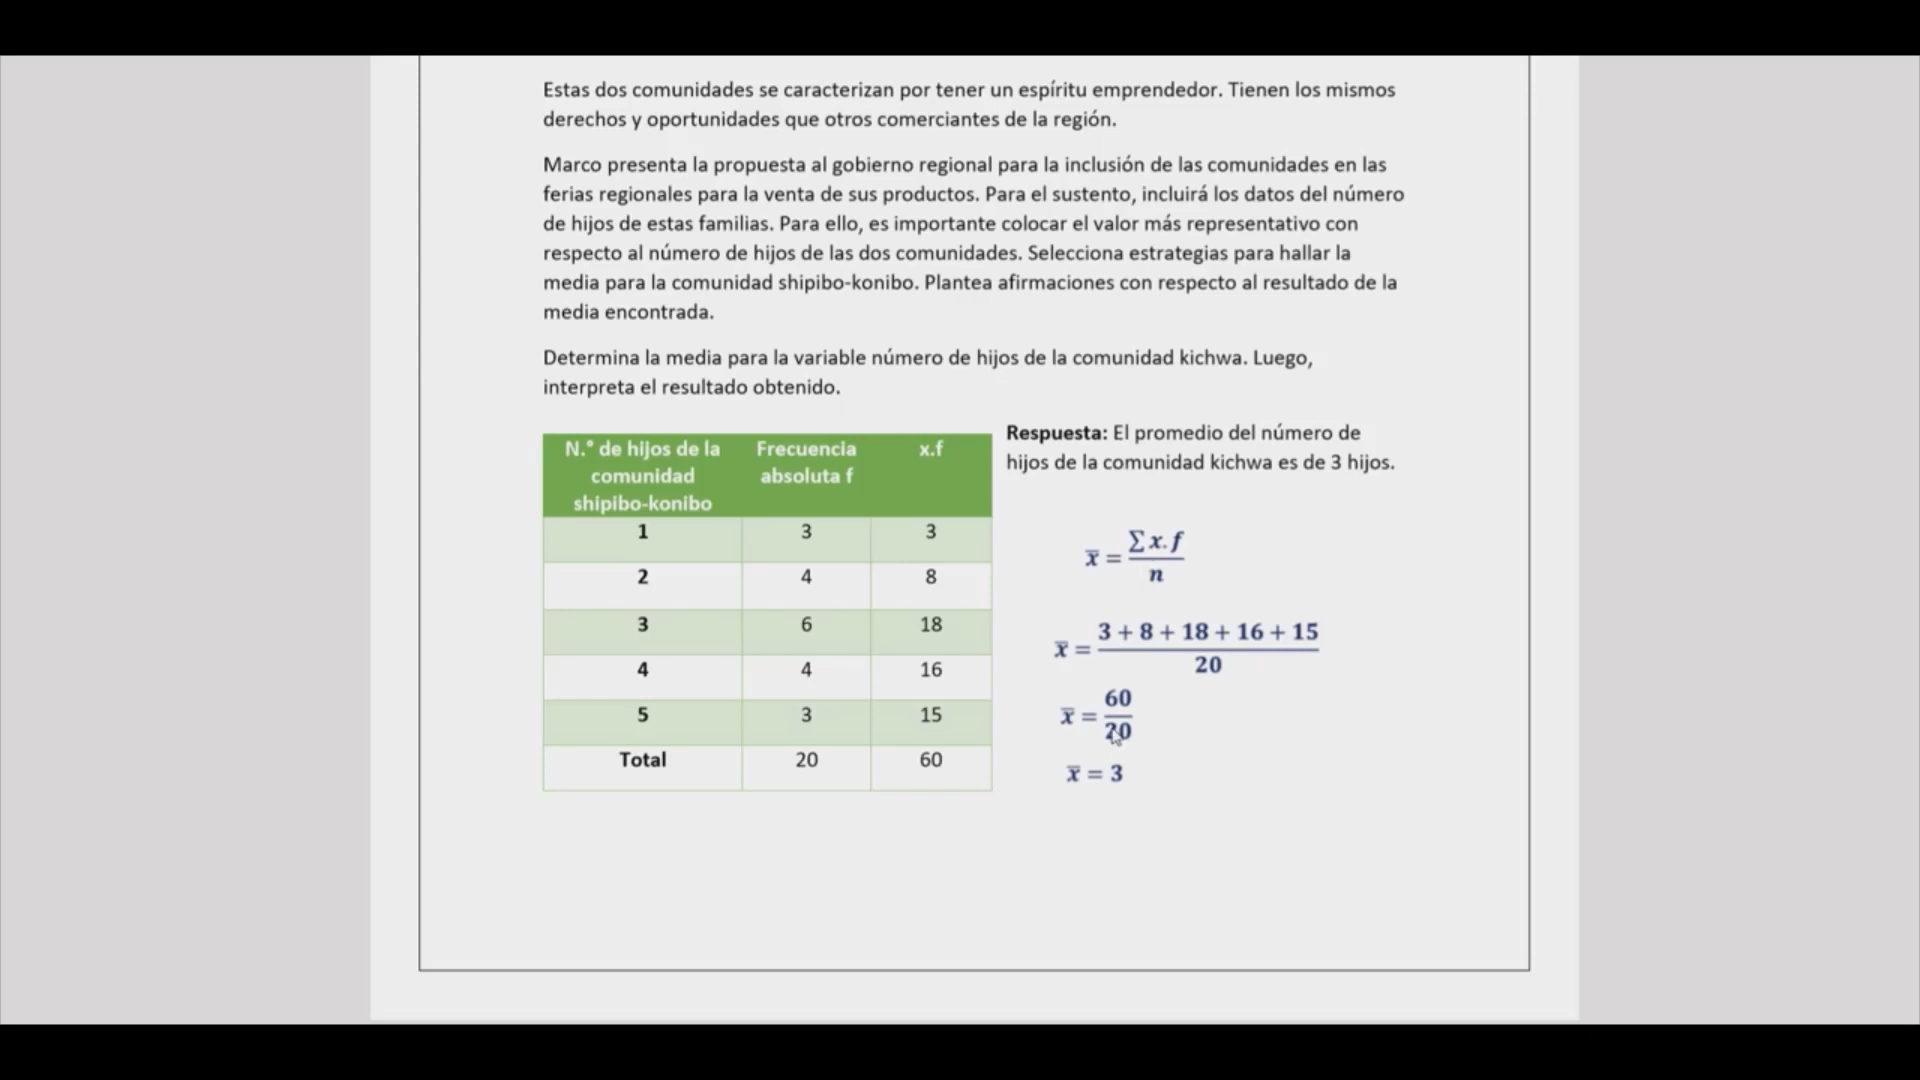 Estas dos comunidades se caracterizan por tener un espíritu emprendedor. Tienen los mismos
derechos y oportunidades que otros comerciantes de la región.
Marco presenta la propuesta al gobierno regional para la inclusión de las comunidades en las
ferias regionales para la venta de sus productos. Para el sustento, incluirá los datos del número
de hijos de estas familias. Para ello, es importante colocar el valor más representativo con
respecto al número de hijos de las dos comunidades. Selecciona estrategias para hallar la
media para la comunidad shipibo-konibo. Plantea afirmaciones con respecto al resultado de la
media encontrada.
Determina la media para la variable número de hijos de la comunidad kichwa. Luego,
interpreta el resultado obtenido.
N.° de hijos de la comunidad shipibo-konibo Frecuencia absoluta f x.f
1 3 3
2 4 8
3 6 18
4 4 16
5 3 15
Total 20 60
Respuesta: El promedio del número de
hijos de la comunidad kichwa es de 3 hijos.
x̅ = ∑ x.f / n
x̅ = 3 + 8 + 18 + 16 + 15 / 20
x̅ = 60 / 20
x̅ = 3